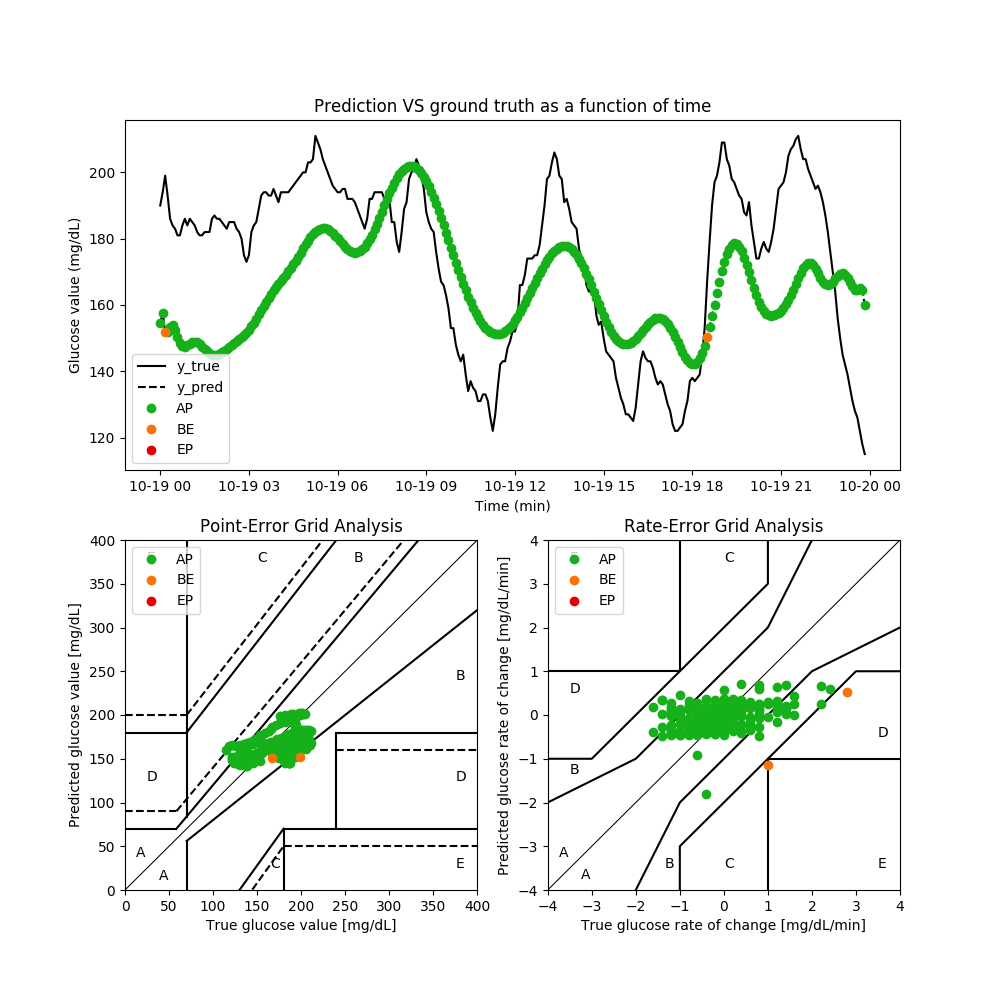 Prediction VS ground truth as a function of time
Glucose value (mg/dL)
200
180
160
140
120
y_true
y_pred
AP
BE
EP
10-19 00 10-19 03 10-19 06 10-19 09 10-19 12 10-19 15 10-19 18 10-19 21 10-20 00
Time (min)
Point-Error Grid Analysis
Predicted glucose value [mg/dL]
400
350
300
250
200
150
100
50
0
AP
BE
EP
C
B
B
D
D
A
A
C
E
0 50 100 150 200 250 300 350 400
True glucose value [mg/dL]
Rate-Error Grid Analysis
Predicted glucose rate of change [mg/dL/min]
4
3
2
1
0
−1
−2
−3
−4
AP
BE
EP
C
D
D
B
A
A
B
C
E
−4 −3 −2 −1 0 1 2 3 4
True glucose rate of change [mg/dL/min]